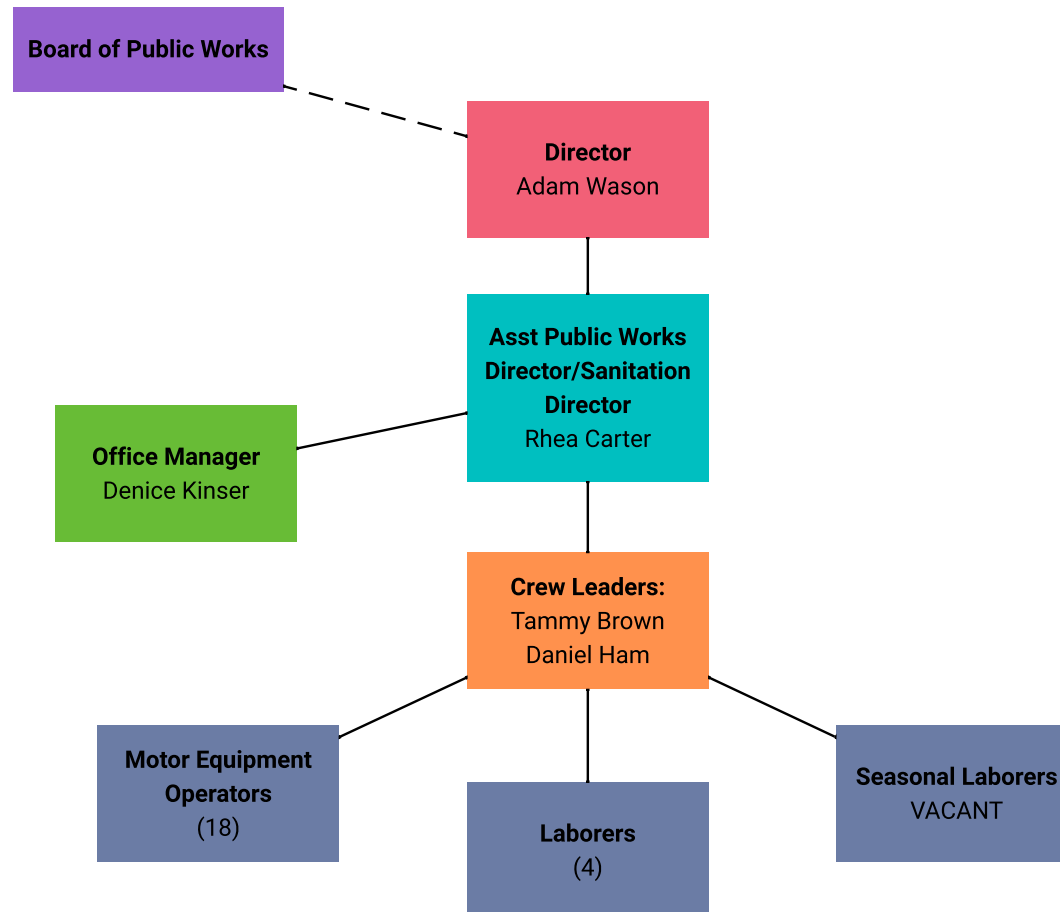 Board of Public Works
Director
Adam Wason
Asst Public Works
Director/Sanitation
Director
Rhea Carter
Office Manager
Denice Kinser
Crew Leaders:
Tammy Brown
Daniel Ham
Motor Equipment
Operators
(18)
Laborers
(4)
Seasonal Laborers
VACANT